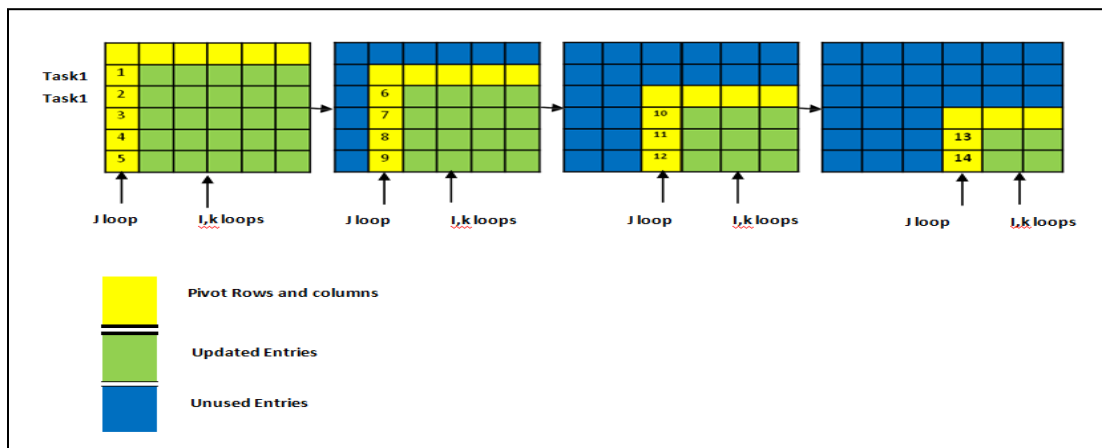 Task1
Task1
1
2
3
4
5
6
7
8
9
10
11
12
13
14
J loop
I,k loops
J loop
I,k loops
J loop
I,k loops
J loop
I,k loops
Pivot Rows and columns
Updated Entries
Unused Entries